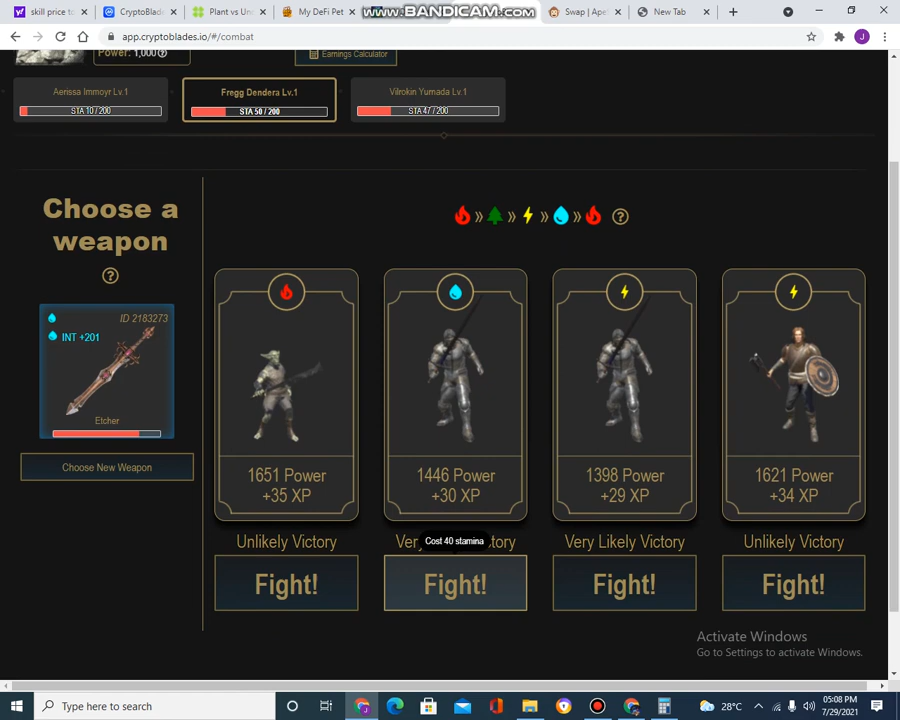 skill price to
CryptoBlade
Plant vs Un
My DeFi Pet
www.BANDICAM.com
Swap | Ape
New Tab
app.cryptoblades.io/#/combat
J
Power: 1,000
Earnings Calculator
Aerissa Immoyr Lv.1
STA 10 / 200
Fregg Dendera Lv.1
STA 50 / 200
Vilrokin Yumada Lv.1
STA 47 / 200
Choose a
weapon
?
ID 2183273
INT +201
Etcher
Choose New Weapon
» » » » ?
1651 Power
+35 XP
Unlikely Victory
Fight!
1446 Power
+30 XP
Cost 40 stamina
Fight!
1398 Power
+29 XP
Very Likely Victory
Fight!
1621 Power
+34 XP
Unlikely Victory
Fight!
Activate Windows
Go to Settings to activate Windows.
Type here to search
28°C
05:08 PM
7/29/2021